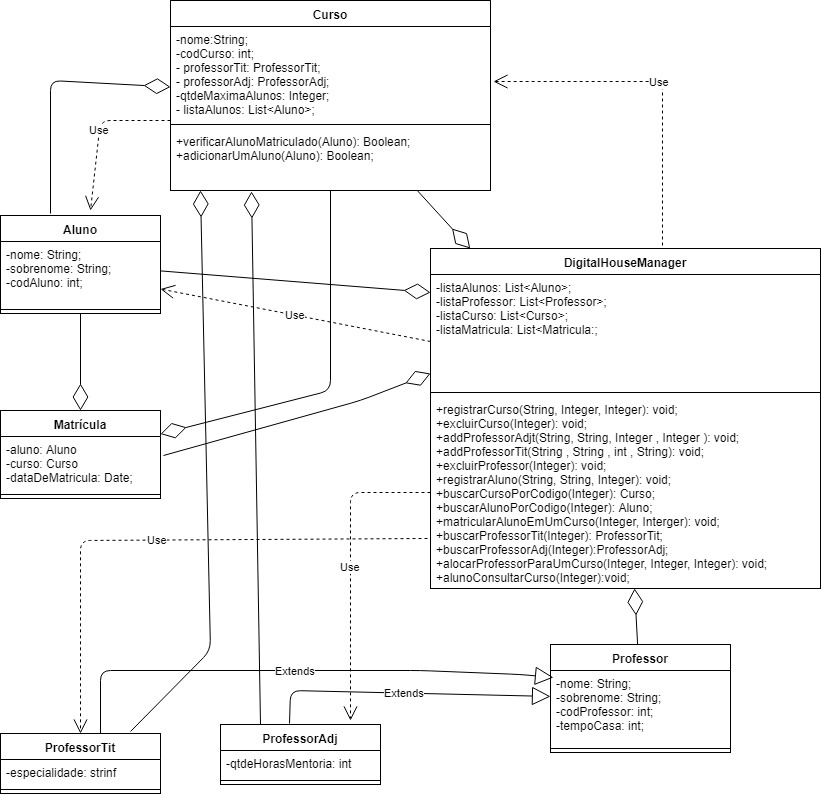 Curso
-nome:String;
-codCurso: int;
- professorTit: ProfessorTit;
- professorAdj: ProfessorAdj;
-qtdeMaximaAlunos: Integer;
- listaAlunos: List<Aluno>;
+verificarAlunoMatriculado(Aluno): Boolean;
+adicionarUmAluno(Aluno): Boolean;
Use
Use
Aluno
-nome: String;
-sobrenome: String;
-codAluno: int;
DigitalHouseManager
-listaAlunos: List<Aluno>;
-listaProfessor: List<Professor>;
-listaCurso: List<Curso>;
-listaMatricula: List<Matricula:;
+registrarCurso(String, Integer, Integer): void;
+excluirCurso(Integer): void;
+addProfessorAdjt(String, String, Integer , Integer ): void;
+addProfessorTit(String , String , int , String): void;
+excluirProfessor(Integer): void;
+registrarAluno(String, String, Integer): void;
+buscarCursoPorCodigo(Integer): Curso;
+buscarAlunoPorCodigo(Integer): Aluno;
+matricularAlunoEmUmCurso(Integer, Interger): void;
+buscarProfessorTit(Integer): ProfessorTit;
+buscarProfessorAdj(Integer):ProfessorAdj;
+alocarProfessorParaUmCurso(Integer, Integer, Integer): void;
+alunoConsultarCurso(Integer):void;
Use
Matrícula
-aluno: Aluno
-curso: Curso
-dataDeMatricula: Date;
Use
Use
Extends
Extends
Professor
-nome: String;
-sobrenome: String;
-codProfessor: int;
-tempoCasa: int;
ProfessorTit
-especialidade: strinf
ProfessorAdj
-qtdeHorasMentoria: int